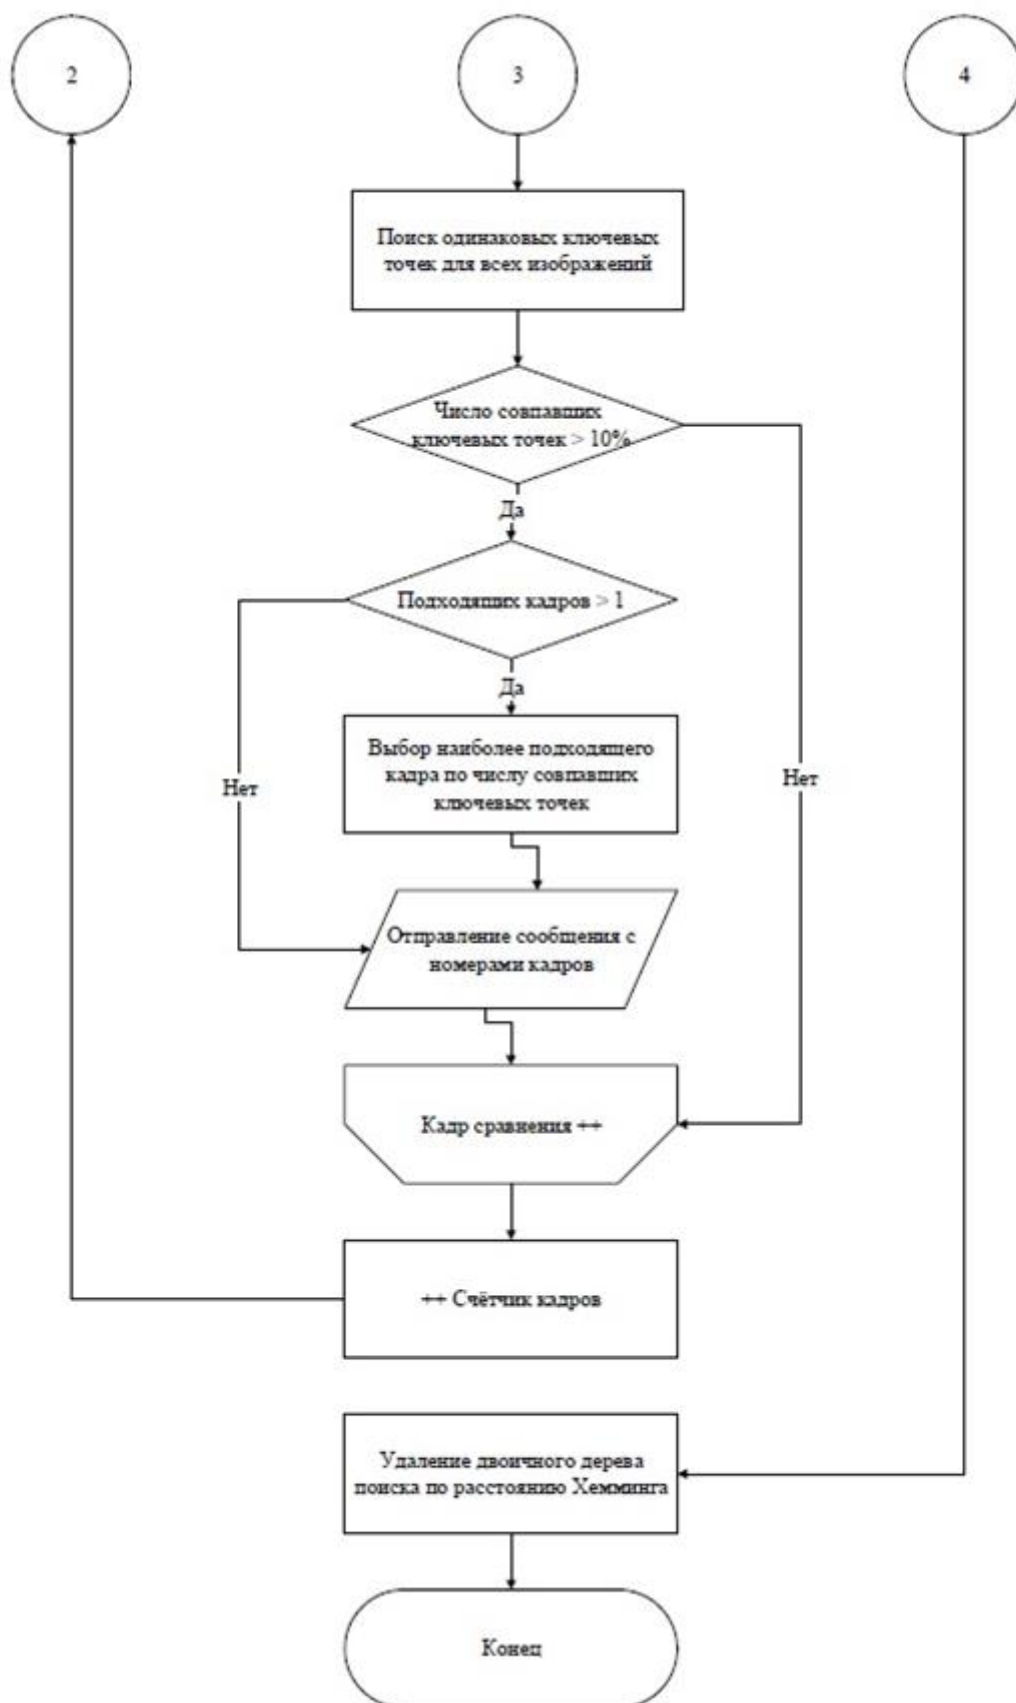 2
3
4
Поиск одинаковых ключевых
точек для всех изображений
Число совпавших
ключевых точек > 10%
Да
Подходящих кадров > 1
Да
Выбор наиболее подходящего
кадра по числу совпавших
ключевых точек
Нет
Нет
Отправление сообщения с
номерами кадров
Кадр сравнения ++
++ Счётчик кадров
Удаление двоичного дерева
поиска по расстоянию Хемминга
Конец